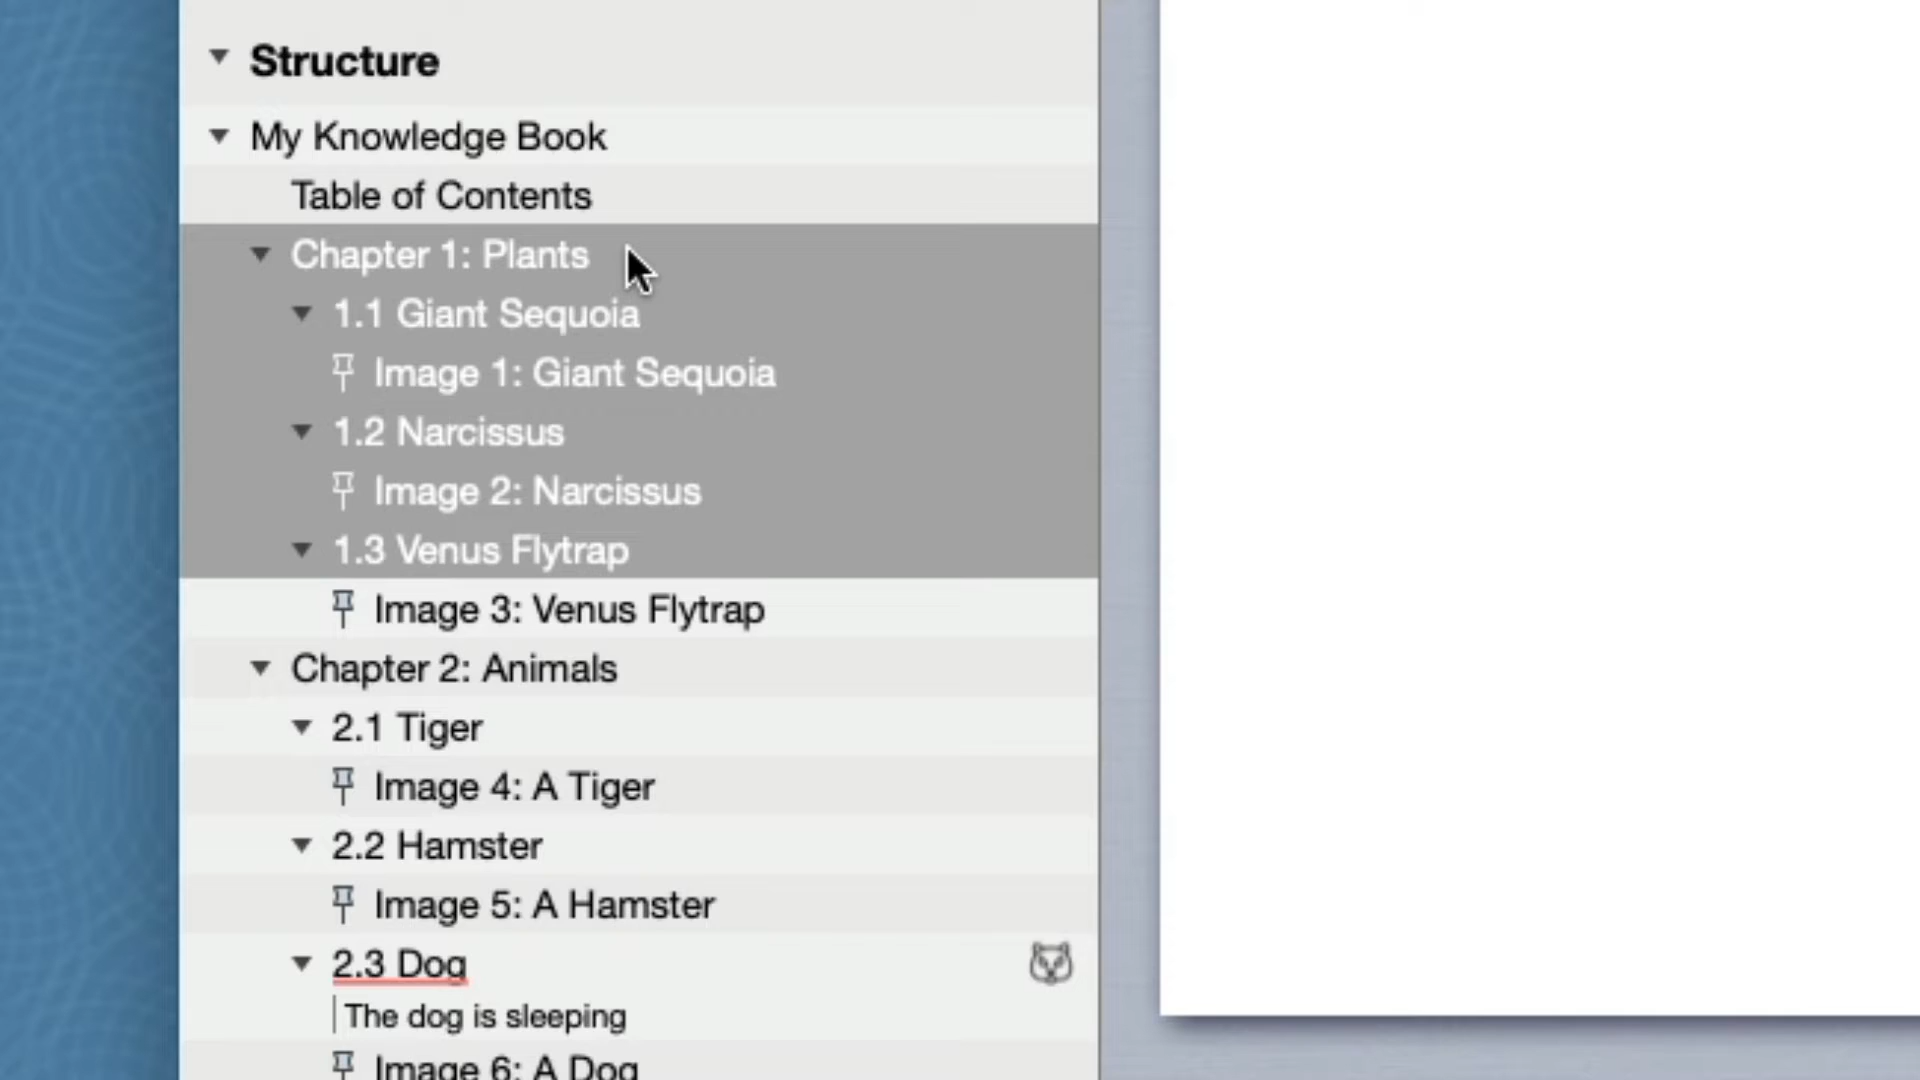 Structure
My Knowledge Book
Table of Contents
Chapter 1: Plants
1.1 Giant Sequoia
Image 1: Giant Sequoia
1.2 Narcissus
Image 2: Narcissus
1.3 Venus Flytrap
Image 3: Venus Flytrap
Chapter 2: Animals
2.1 Tiger
Image 4: A Tiger
2.2 Hamster
Image 5: A Hamster
2.3 Dog
The dog is sleeping
Image 6: A Dog